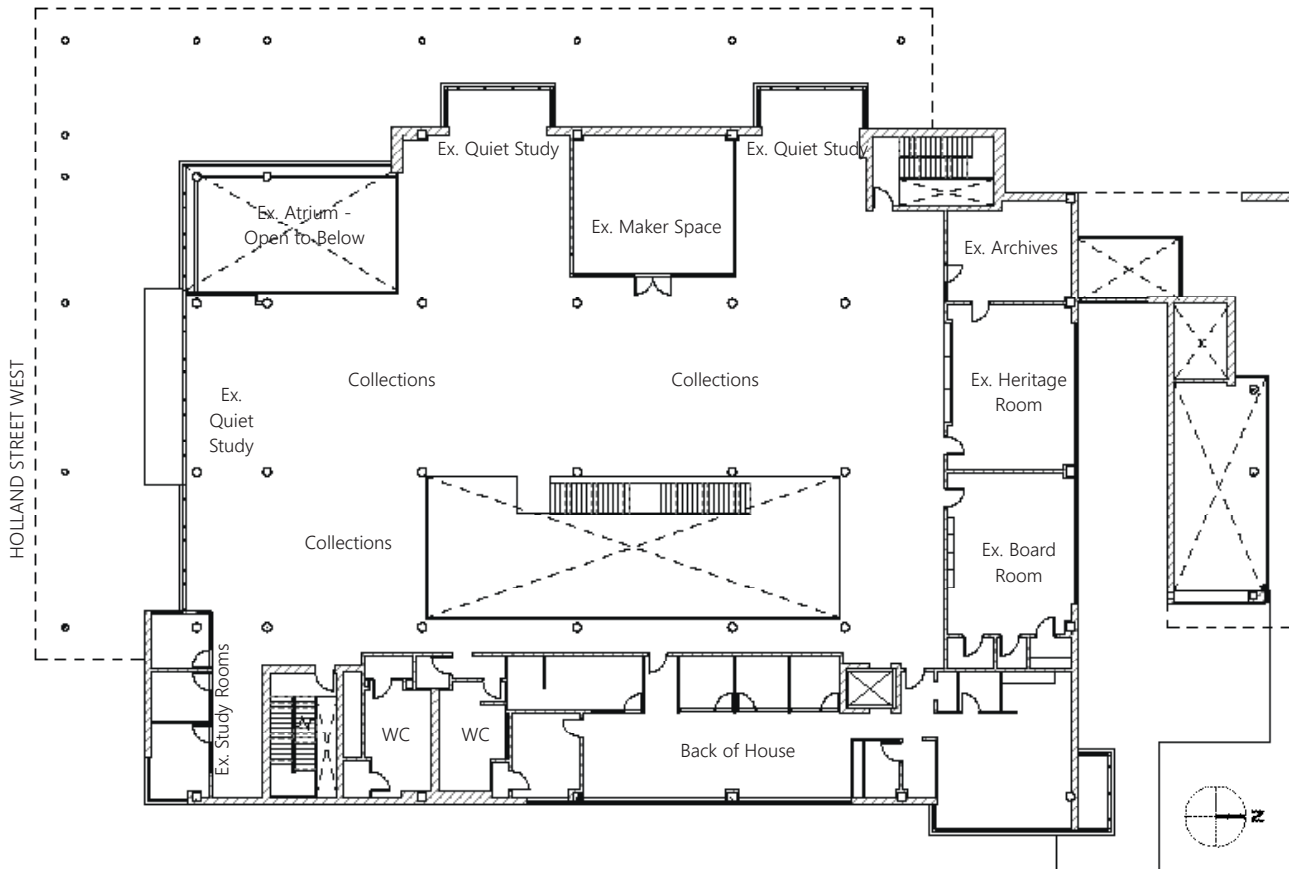 Ex. Quiet Study
Ex. Quiet Study
Ex. Atrium -
Open to Below
Ex. Maker Space
Ex. Archives
HOLLAND STREET WEST
Ex.
Quiet
Study
Collections
Collections
Ex. Heritage
Room
Collections
Ex. Board
Room
Ex. Study Rooms
WC
WC
Back of House
N